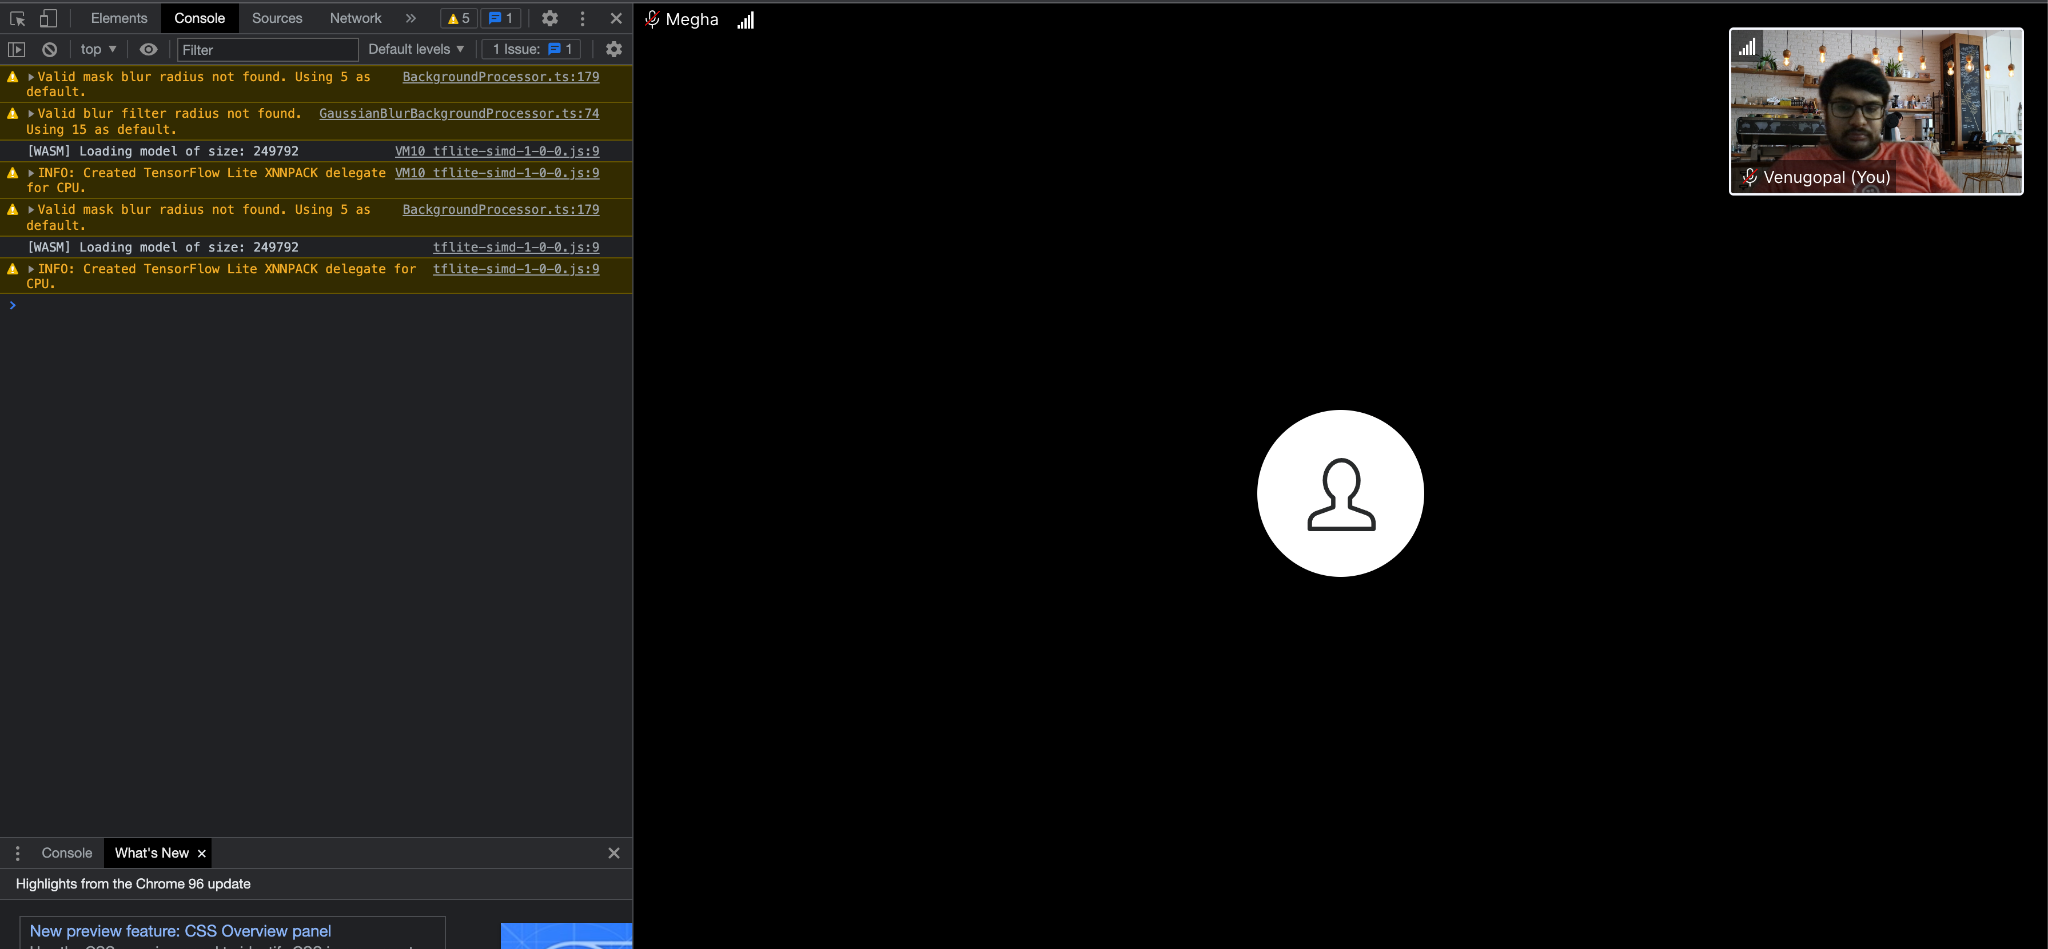 Elements Console Sources Network 5 1
top Filter Default levels 1 Issue: 1
Valid mask blur radius not found. Using 5 as BackgroundProcessor.ts:179
default.
Valid blur filter radius not found. GaussianBlurBackgroundProcessor.ts:74
Using 15 as default.
[WASM] Loading model of size: 249792 VM10 tflite-simd-1-0-0.js:9
INFO: Created TensorFlow Lite XNNPACK delegate VM10 tflite-simd-1-0-0.js:9
for CPU.
Valid mask blur radius not found. Using 5 as BackgroundProcessor.ts:179
default.
[WASM] Loading model of size: 249792 tflite-simd-1-0-0.js:9
INFO: Created TensorFlow Lite XNNPACK delegate for tflite-simd-1-0-0.js:9
CPU.
Console What's New
Highlights from the Chrome 96 update
New preview feature: CSS Overview panel
Megha
Venugopal (You)